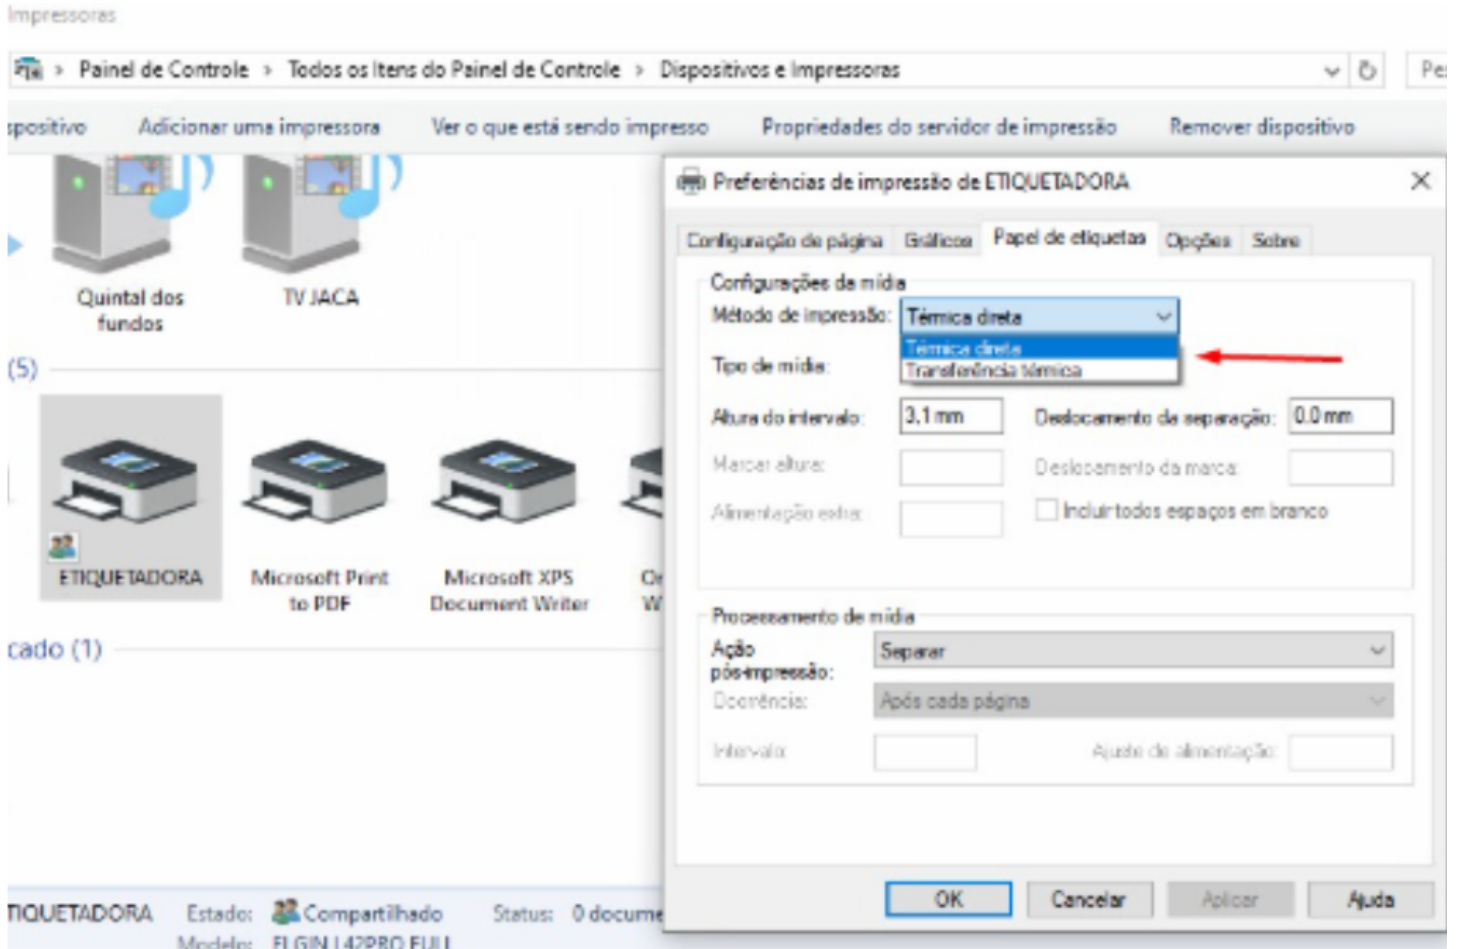 Impressoras
Painel de Controle > Todos os Itens do Painel de Controle > Dispositivos e Impressoras
Pe
spositivo Adicionar uma impressora Ver o que está sendo impresso Propriedades do servidor de impressão Remover dispositivo
Quintal dos
fundos
TV JACA
(5)
ETIQUETADORA
Microsoft Print
to PDF
Microsoft XPS
Document Writer
Or
W
cado (1)
Preferências de impressão de ETIQUETADORA
Configuração de página Gráficos Papel de etiquetas Opções Sobre
Configurações da mídia
Método de impressão: Térmica direta
Térmica direta
Transferência térmica
Tipo de mídia:
Altura do intervalo: 3,1 mm Deslocamento da separação: 0.0 mm
Marcar altura: Deslocamento da marca:
Alimentação extra: Incluir todos espaços em branco
Processamento de mídia
Ação
pós-impressão:
Separar
Ocorrência: Após cada página
Intervalo: Ajuste de alimentação:
OK Cancelar Aplicar Ajuda
TIQUETADORA Estado: Compartilhado Status: 0 docume
Modelo: ELGIN L42PRO FULL